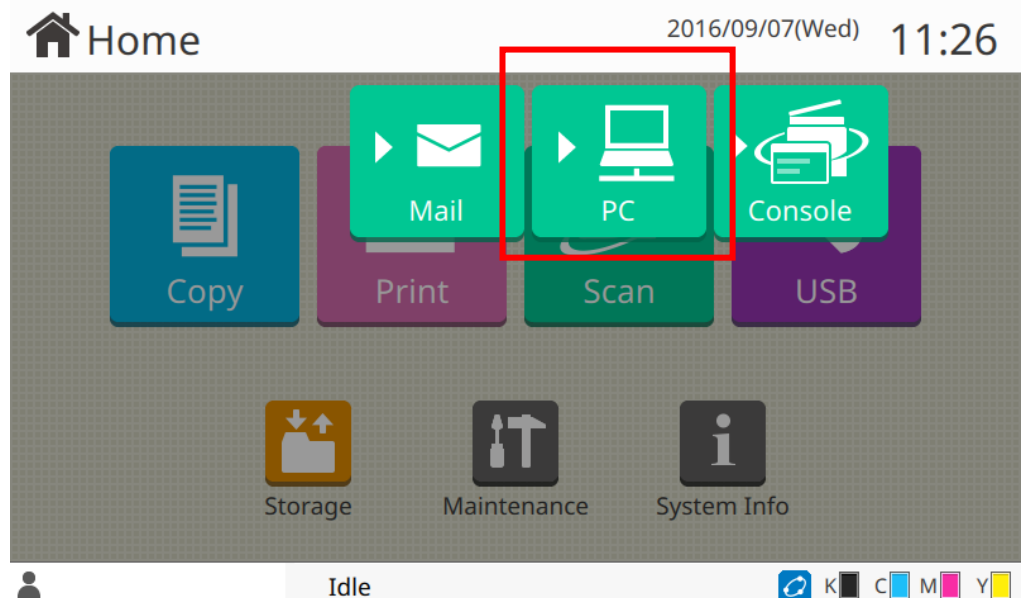 Home
2016/09/07(Wed)
11:26
Mail
PC
Console
Copy
Print
Scan
USB
Storage
Maintenance
System Info
Idle
K
C
M
Y